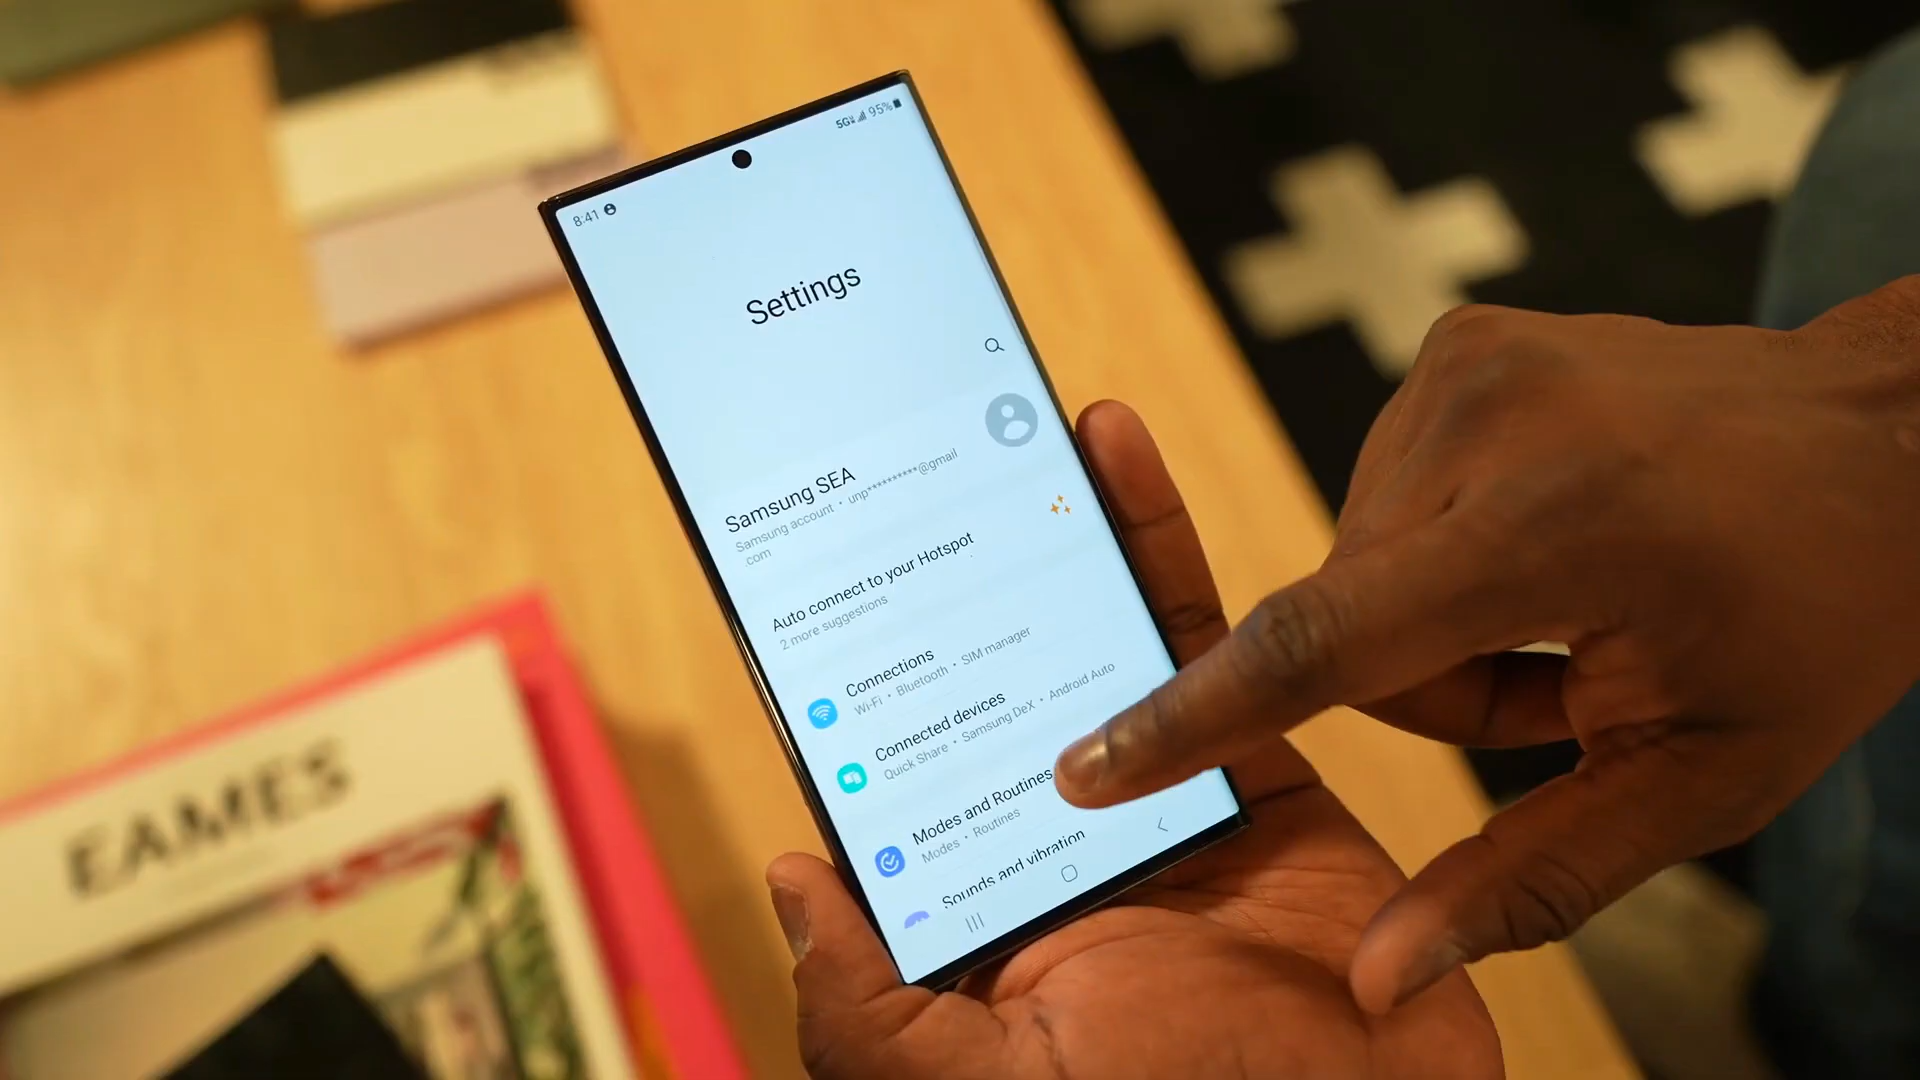 8:41
5G 95%
Settings
Samsung SEA
Samsung account • unp**********@gmail
.com
Auto connect to your Hotspot
2 more suggestions
Connections
Wi-Fi • Bluetooth • SIM manager
Connected devices
Quick Share • Samsung DeX • Android Auto
Modes and Routines
Modes • Routines
Sounds and vibration
EAMES